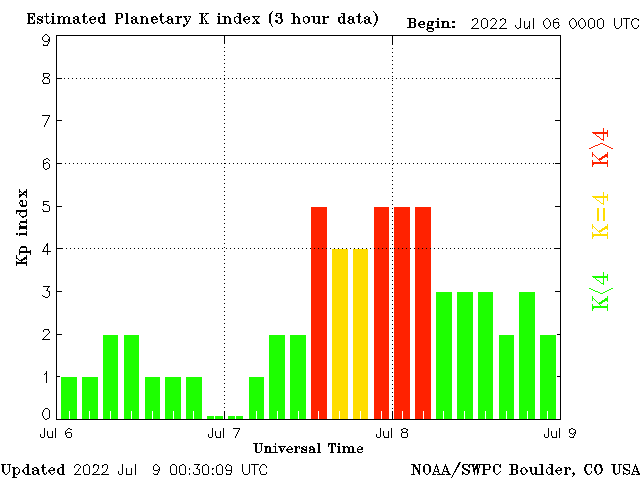 Estimated Planetary K index (3 hour data) Begin: 2022 Jul 06 0000 UTC
9
8
7
6
5
4
3
2
1
0
Kp index
K>4
K=4
K<4
Jul 6 Jul 7 Jul 8 Jul 9
Universal Time
Updated 2022 Jul 9 00:30:09 UTC NOAA/SWPC Boulder, CO USA